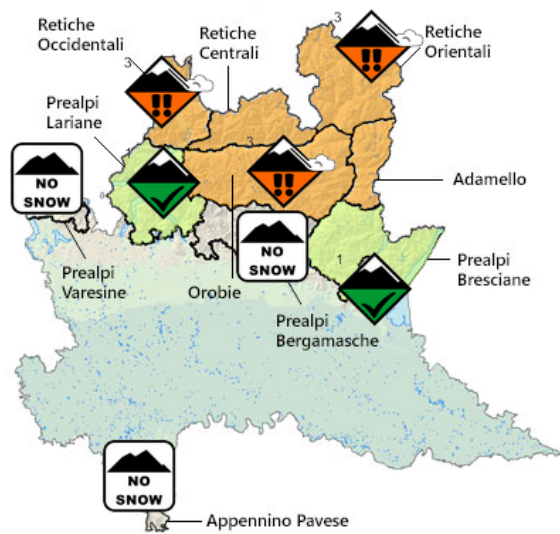 Retiche
Occidentali
3
Retiche
Centrali
3
Retiche
Orientali
Prealpi
Lariane
!!
!!
3
!!
NO
SNOW
Adamello
NO
SNOW
Prealpi
Varesine
Orobie
1
Prealpi
Bresciane
Prealpi
Bergamasche
NO
SNOW
Appennino Pavese